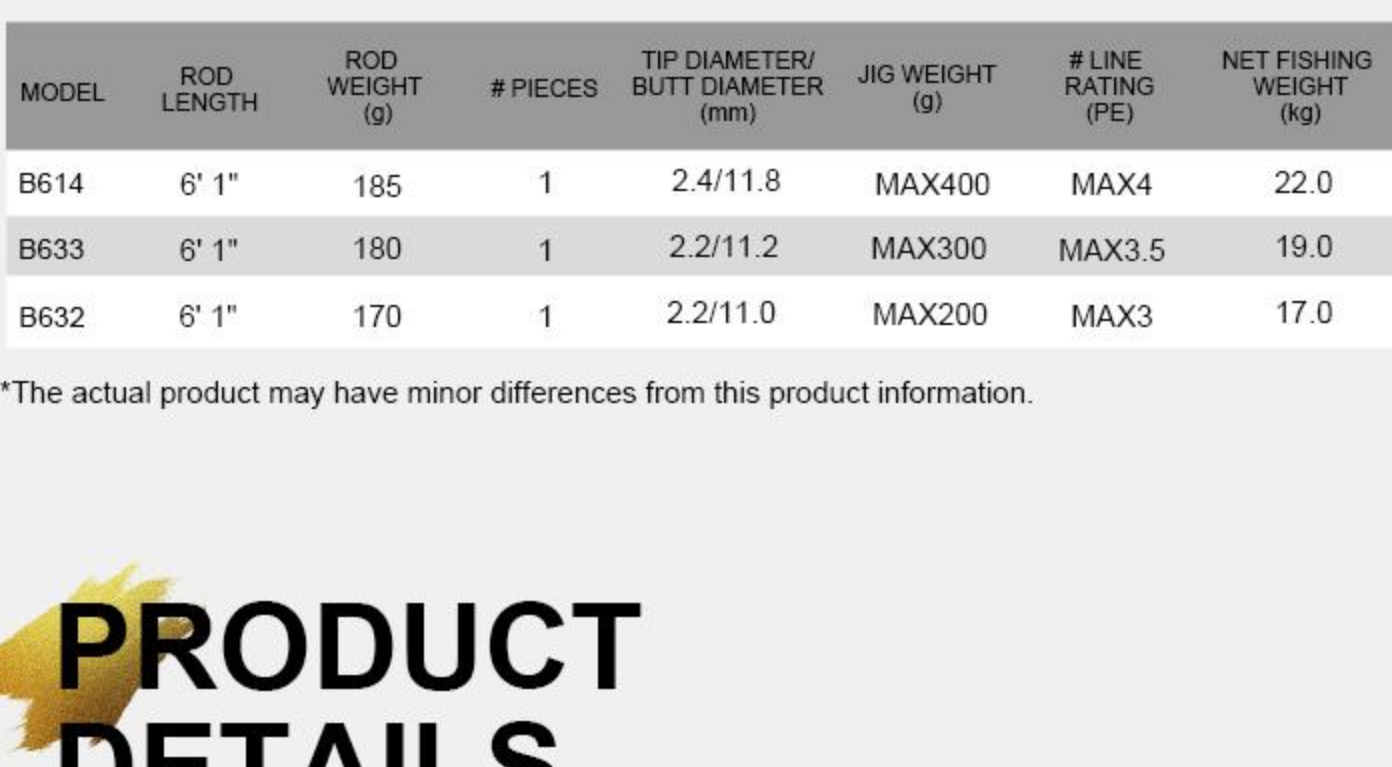 MODEL ROD LENGTH ROD WEIGHT (g) # PIECES TIP DIAMETER/ BUTT DIAMETER (mm) JIG WEIGHT (g) # LINE RATING (PE) NET FISHING WEIGHT (kg)
B614 6' 1" 185 1 2.4/11.8 MAX400 MAX4 22.0
B633 6' 1" 180 1 2.2/11.2 MAX300 MAX3.5 19.0
B632 6' 1" 170 1 2.2/11.0 MAX200 MAX3 17.0
*The actual product may have minor differences from this product information.
PRODUCT
DETAILS